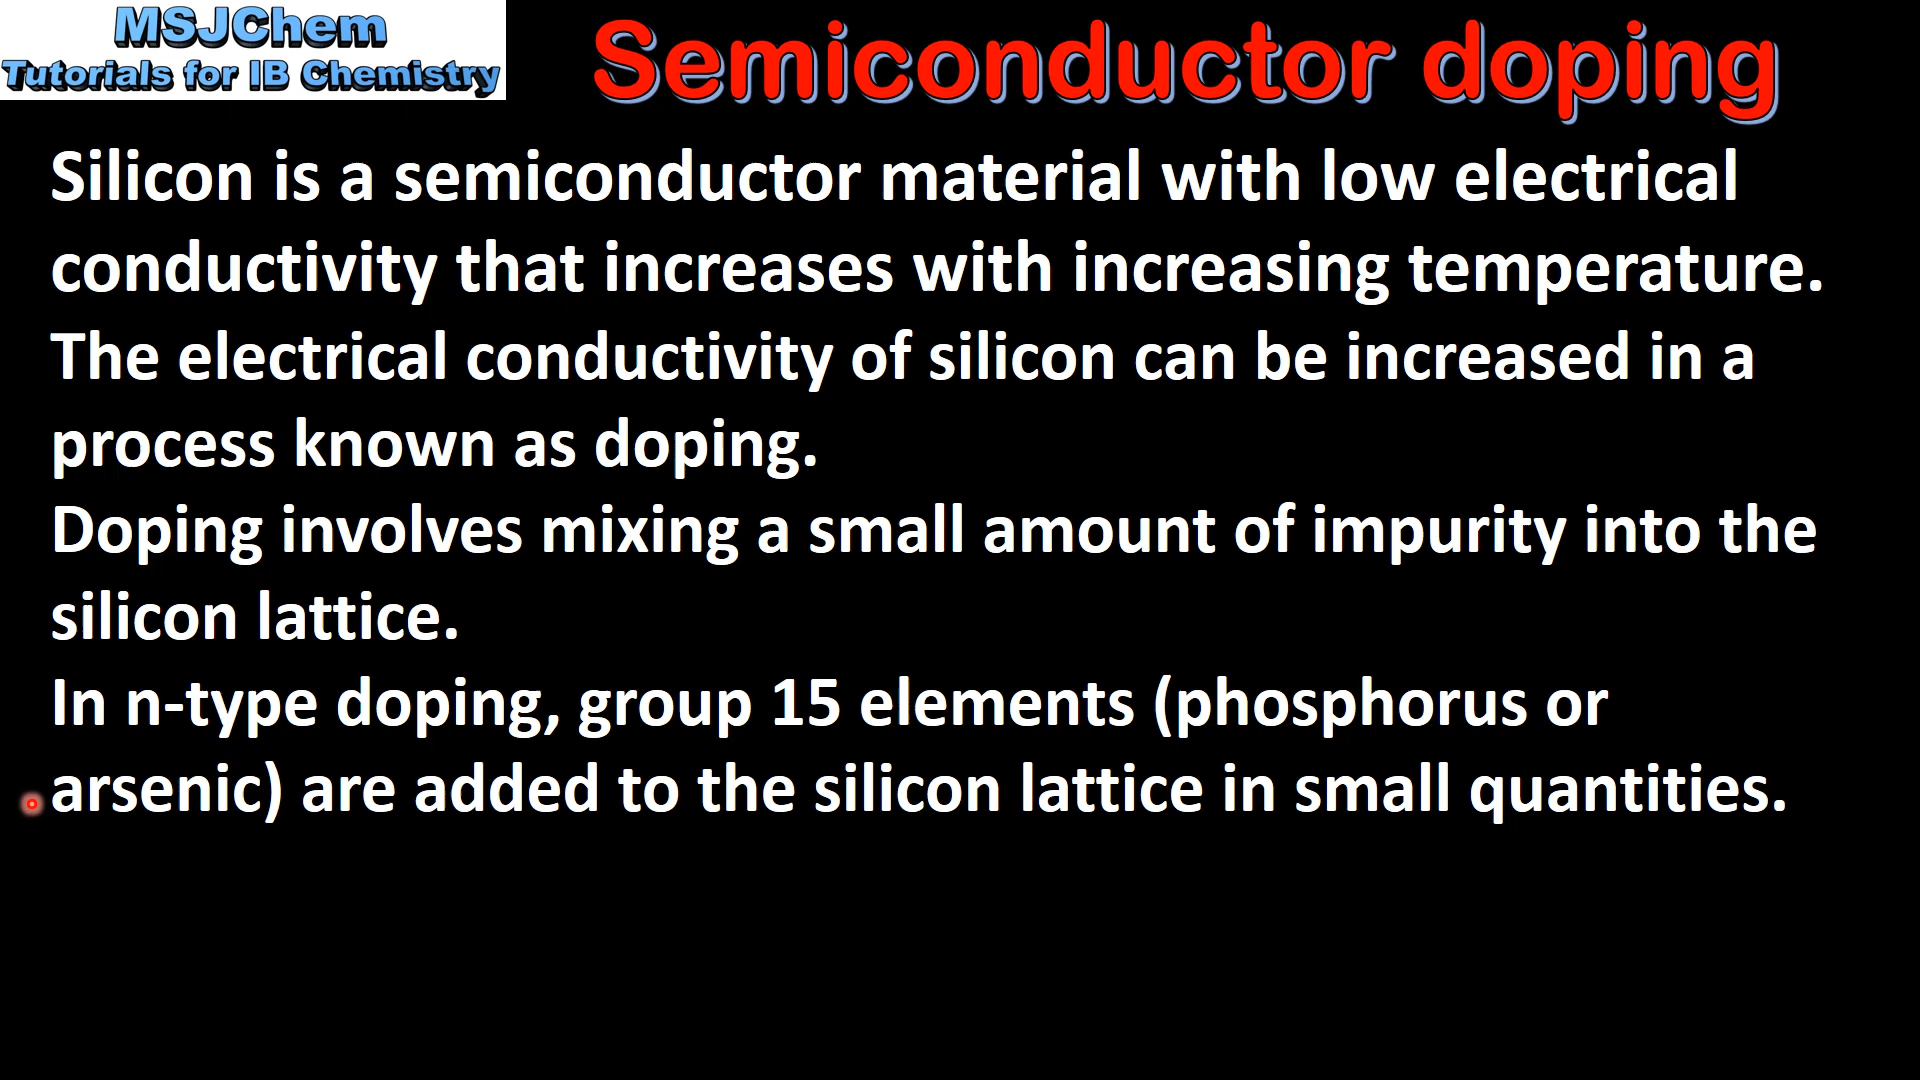 MSJChem
Tutorials for IB Chemistry
Semiconductor doping
Silicon is a semiconductor material with low electrical
conductivity that increases with increasing temperature.
The electrical conductivity of silicon can be increased in a
process known as doping.
Doping involves mixing a small amount of impurity into the
silicon lattice.
In n-type doping, group 15 elements (phosphorus or
arsenic) are added to the silicon lattice in small quantities.